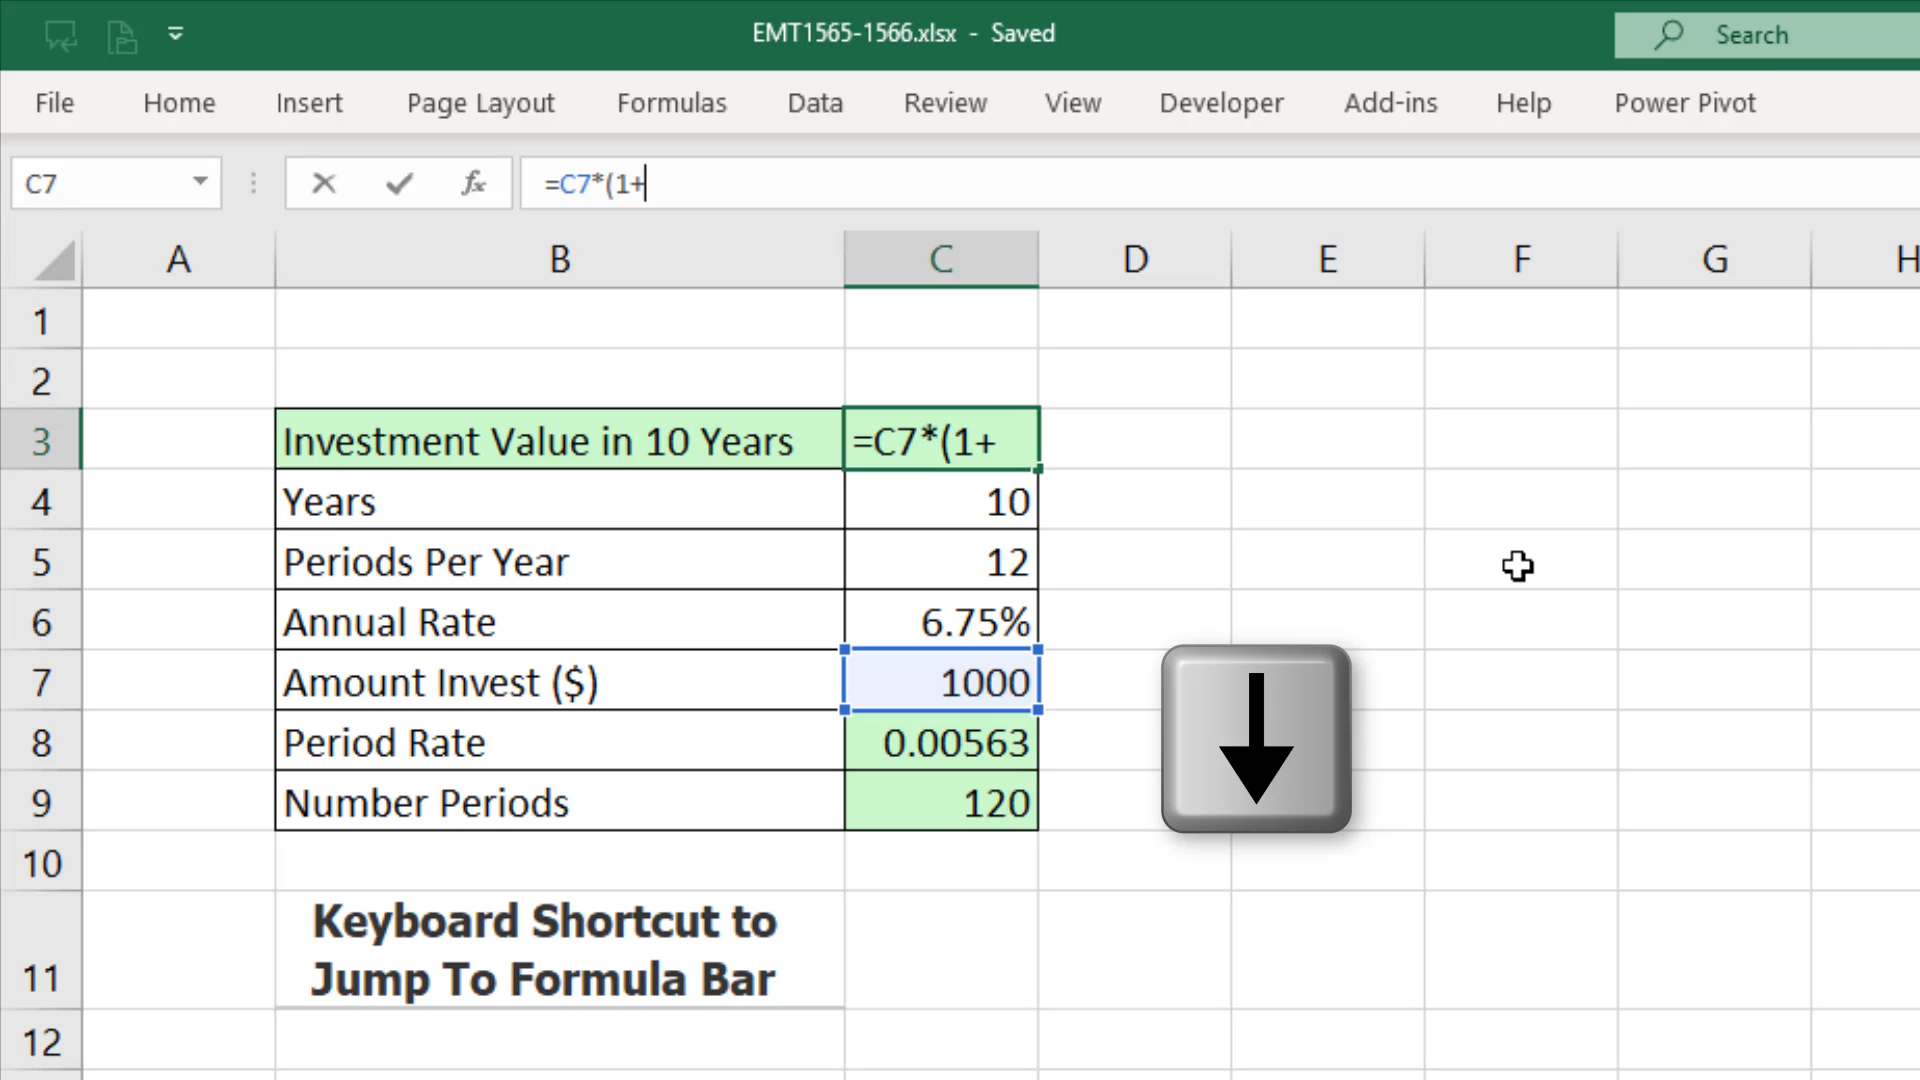 EMT1565-1566.xlsx - Saved
Search
File Home Insert Page Layout Formulas Data Review View Developer Add-ins Help Power Pivot
C7 fx =C7*(1+
A B C D E F G H
1
2
3 Investment Value in 10 Years =C7*(1+
4 Years 10
5 Periods Per Year 12
6 Annual Rate 6.75%
7 Amount Invest ($) 1000
8 Period Rate 0.00563
9 Number Periods 120
10
Keyboard Shortcut to
11 Jump To Formula Bar
12